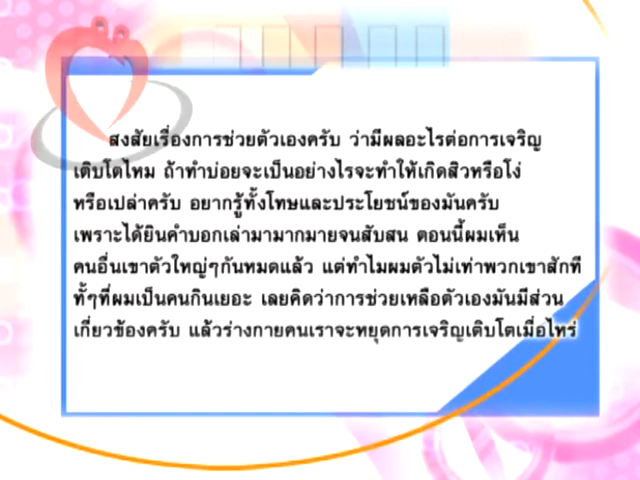 สงสัยเรื่องการช่วยตัวเองครับ ว่ามีผลอะไรต่อการเจริญ
เติบโตไหม ถ้าทำบ่อยจะเป็นอย่างไรจะทำให้เกิดสิวหรือโง่
หรือเปล่าครับ อยากรู้ทั้งโทษและประโยชน์ของมันครับ
เพราะได้ยินคำบอกเล่ามามากมายจนสับสน ตอนนี้ผมเห็น
คนอื่นเขาตัวใหญ่ๆกันหมดแล้ว แต่ทำไมผมตัวไม่เท่าพวกเขาสักที
ทั้ๆที่ผมเป็นคนกินเยอะ เลยคิดว่าการช่วยเหลือตัวเองมันมีส่วน
เกี่ยวข้องครับ แล้วร่างกายคนเราจะหยุดการเจริญเติบโตเมื่อไหร่